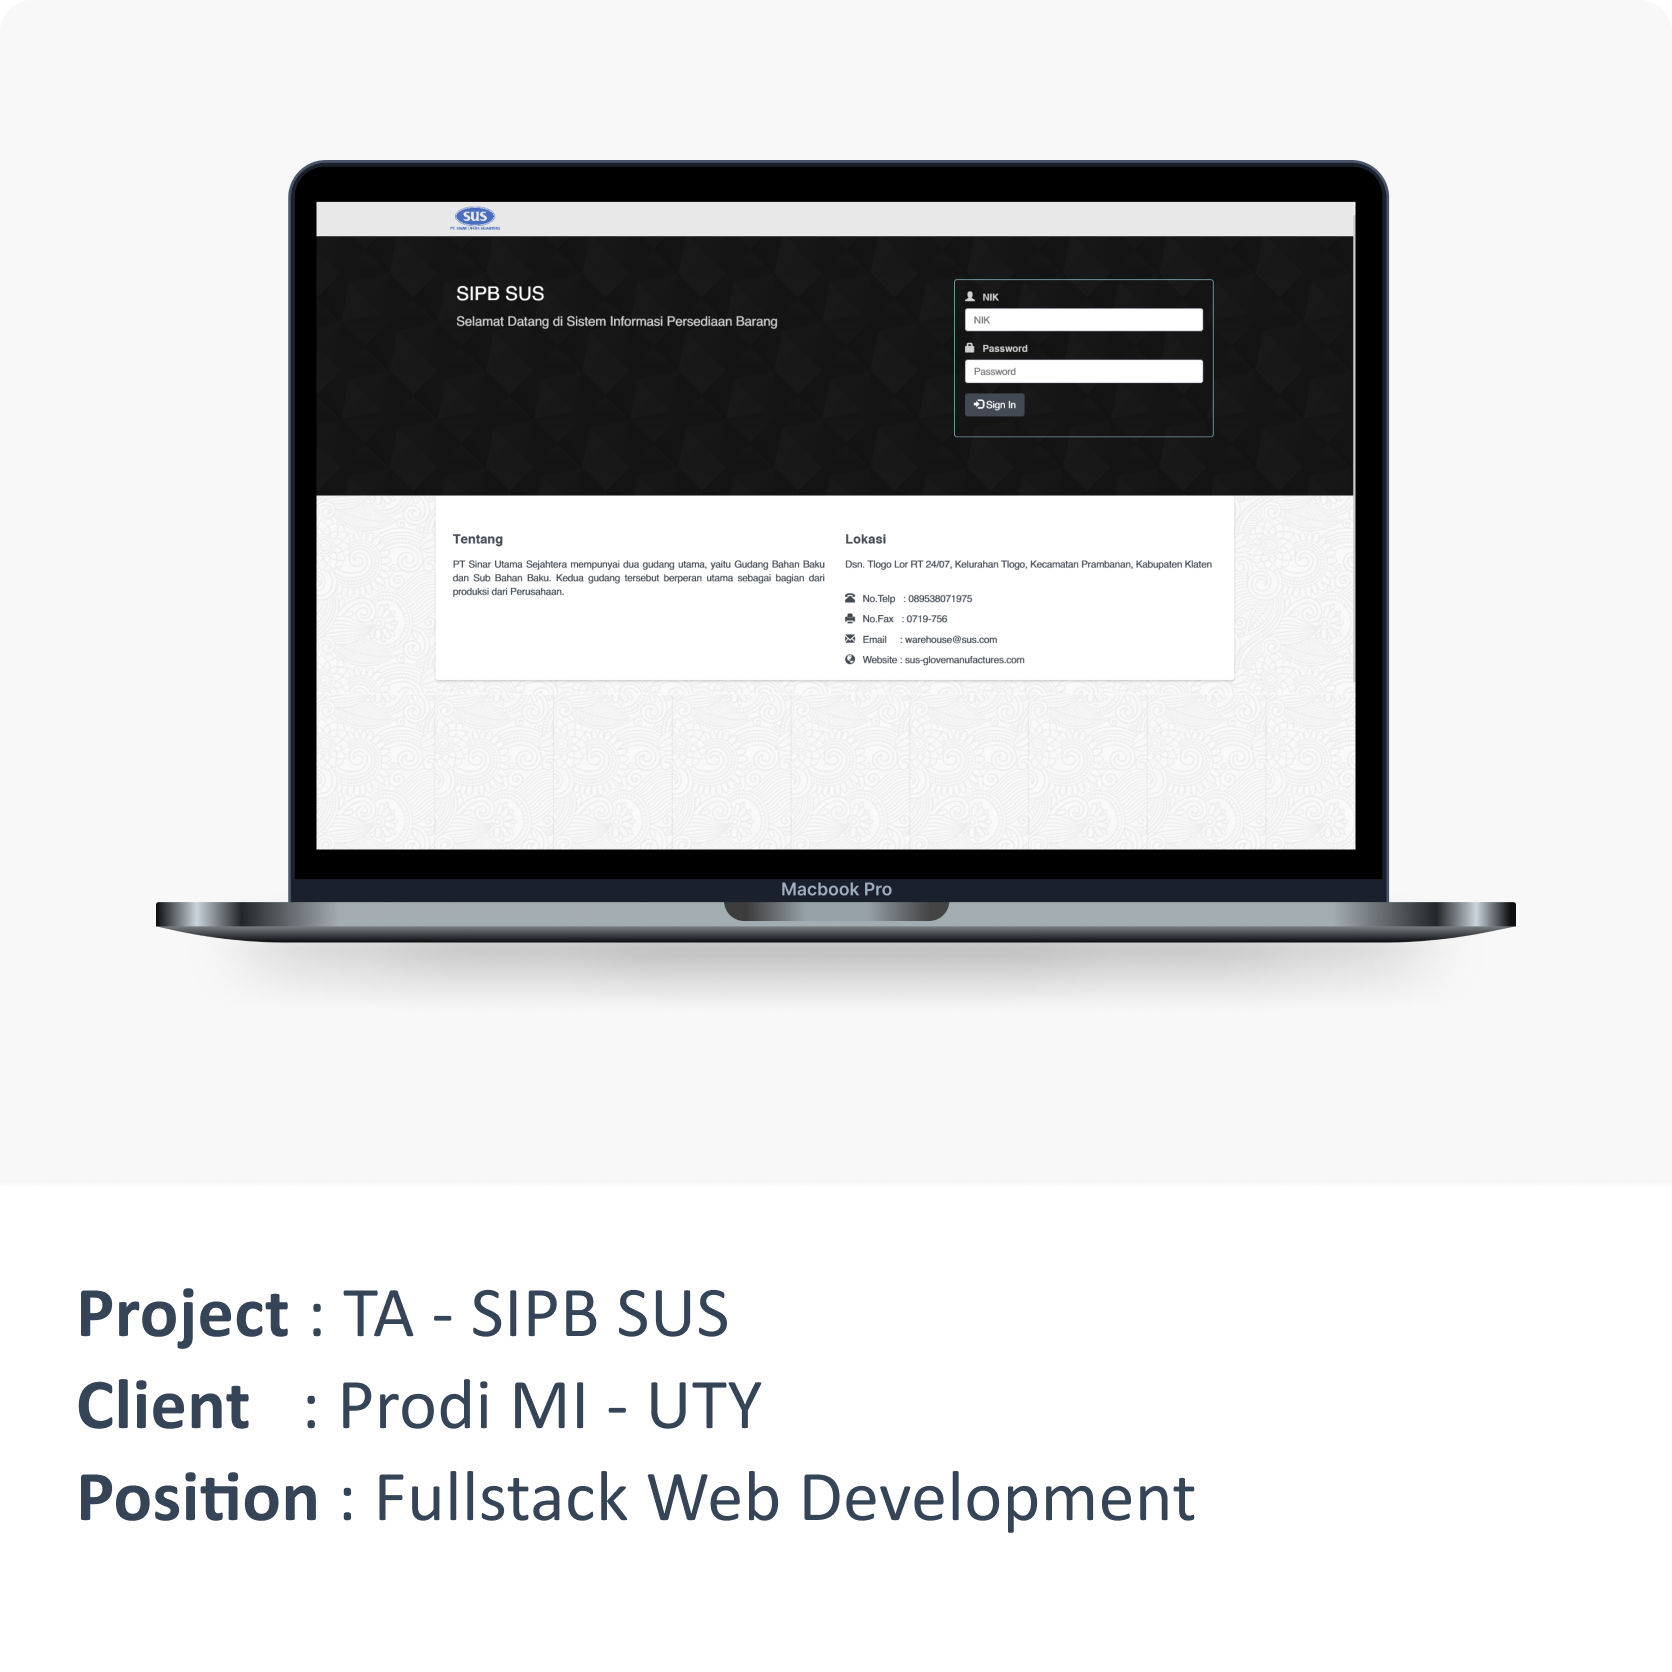 SUS
PT. SINAR UTAMA SEJAHTERA
SIPB SUS
Selamat Datang di Sistem Informasi Persediaan Barang
NIK
NIK
Password
Password
Sign In
Tentang
PT Sinar Utama Sejahtera mempunyai dua gudang utama, yaitu Gudang Bahan Baku
dan Sub Bahan Baku. Kedua gudang tersebut berperan utama sebagai bagian dari
produksi dari Perusahaan.
Lokasi
Dsn. Tlogo Lor RT 24/07, Kelurahan Tlogo, Kecamatan Prambanan, Kabupaten Klaten
No.Telp : 089538071975
No.Fax : 0719-756
Email : warehouse@sus.com
Website : sus-glovemanufactures.com
Macbook Pro
Project : TA - SIPB SUS
Client : Prodi MI - UTY
Position : Fullstack Web Development